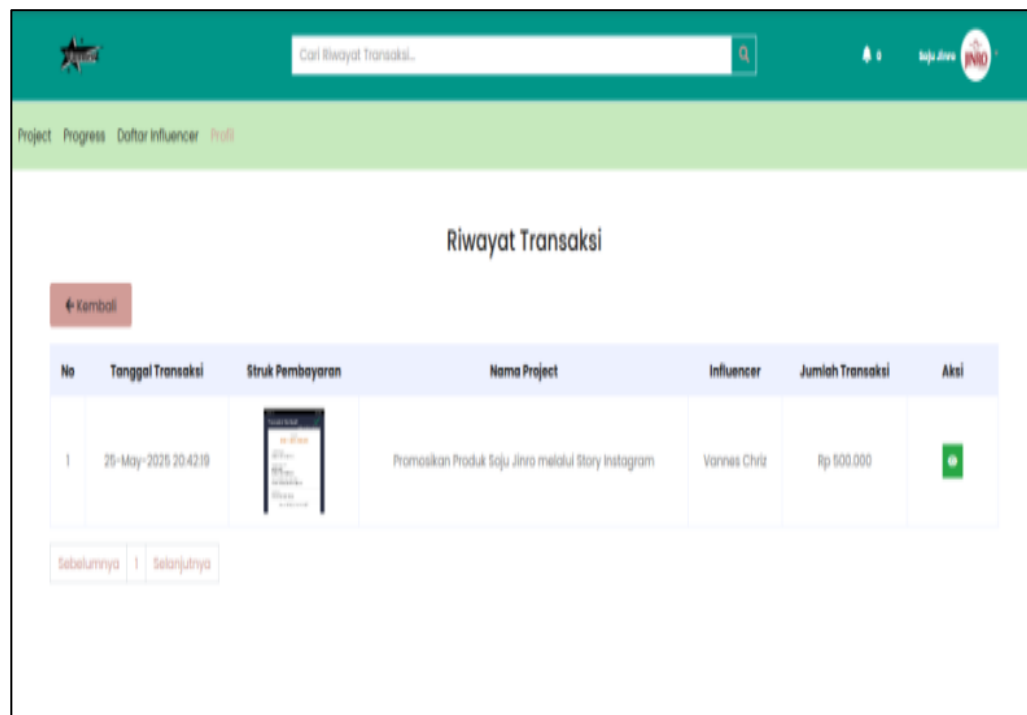 Cari Riwayat Transaksi...
0
Soju Jinro
JINRO
Project Progress Daftar Influencer Profil
Riwayat Transaksi
Kembali
No Tanggal Transaksi Struk Pembayaran Nama Project Influencer Jumlah Transaksi Aksi
1 25-May-2025 20:42:19 Promosikan Produk Soju Jinro melalui Story Instagram Vannes Chriz Rp 500.000
Sebelumnya 1 Selanjutnya